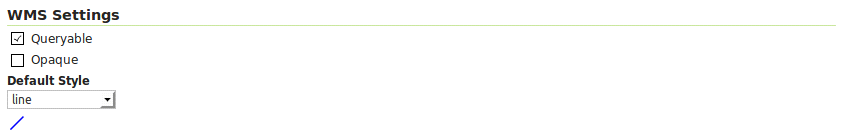 WMS Settings
Queryable
Opaque
Default Style
line